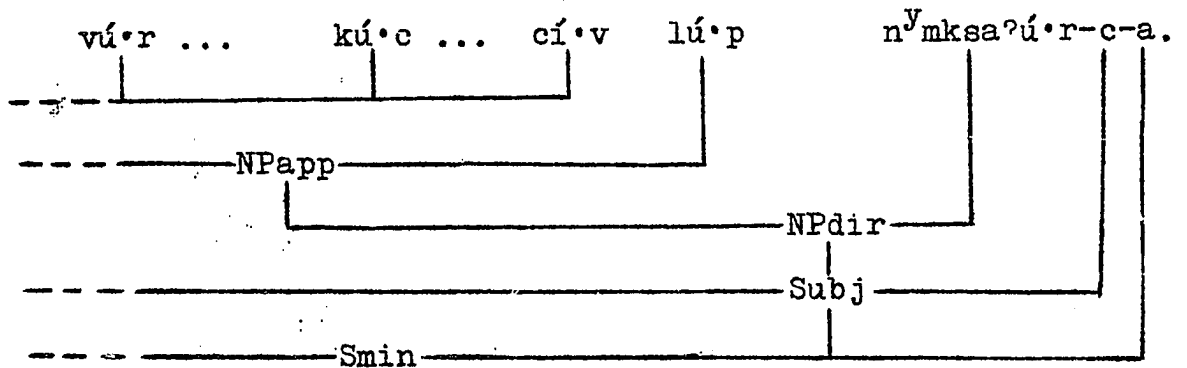 vú·r ... kú·c ... cí·v lú·p nʸmksaʔú·r-c-a.
NPapp
NPdir
Subj
Smin